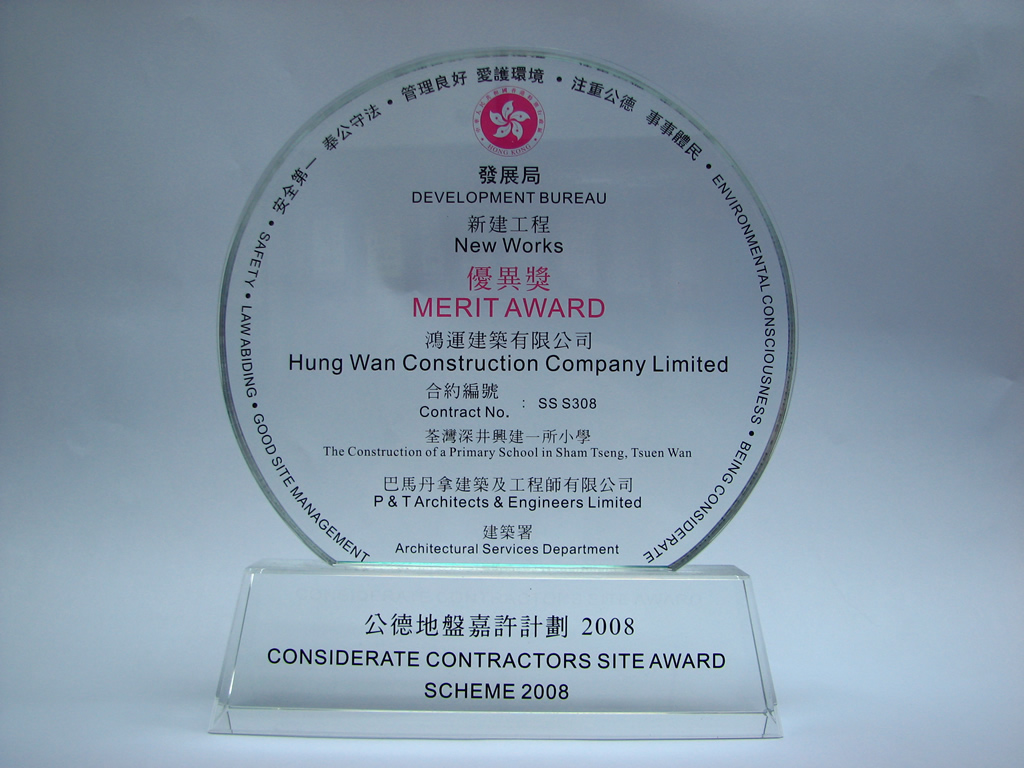 安全第一 奉公守法 • 管理良好 愛護環境 • 注重公德 事事體民
• SAFETY • LAW ABIDING • GOOD SITE MANAGEMENT
• ENVIRONMENTAL CONSCIOUSNESS • BEING CONSIDERATE
HONG KONG
發展局
DEVELOPMENT BUREAU
新建工程
New Works
優異獎
MERIT AWARD
鴻運建築有限公司
Hung Wan Construction Company Limited
合約編號
Contract No. : SS S308
荃灣深井興建一所小學
The Construction of a Primary School in Sham Tseng, Tsuen Wan
巴馬丹拿建築及工程師有限公司
P & T Architects & Engineers Limited
建築署
Architectural Services Department
公德地盤嘉許計劃 2008
CONSIDERATE CONTRACTORS SITE AWARD
SCHEME 2008